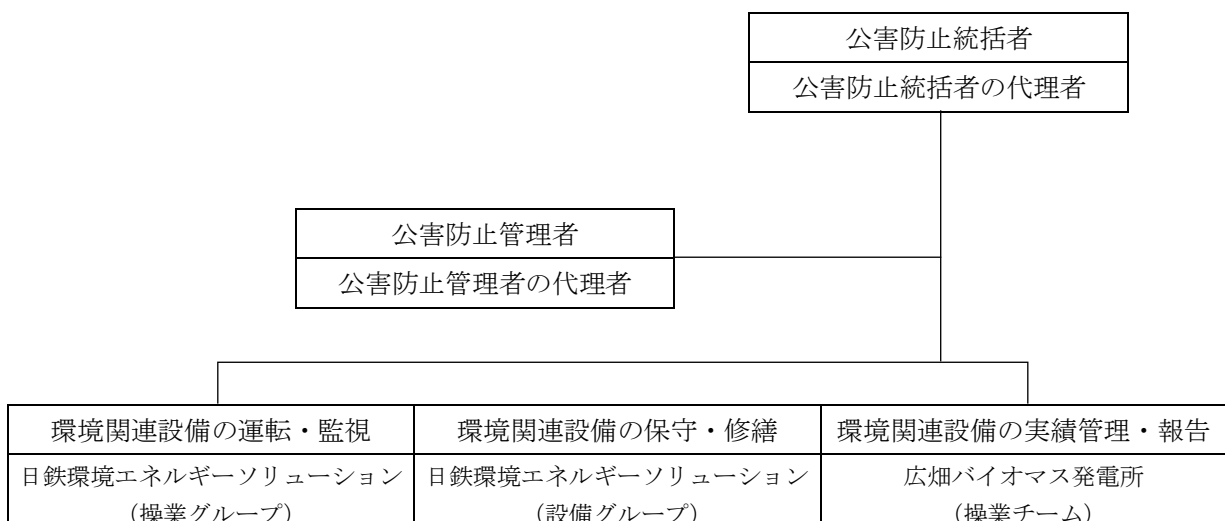 公害防止統括者
公害防止統括者の代理者
公害防止管理者
公害防止管理者の代理者
環境関連設備の運転・監視
環境関連設備の保守・修繕
環境関連設備の実績管理・報告
日鉄環境エネルギーソリューション
(操業グループ)
日鉄環境エネルギーソリューション
(設備グループ)
広畑バイオマス発電所
(操業チーム)